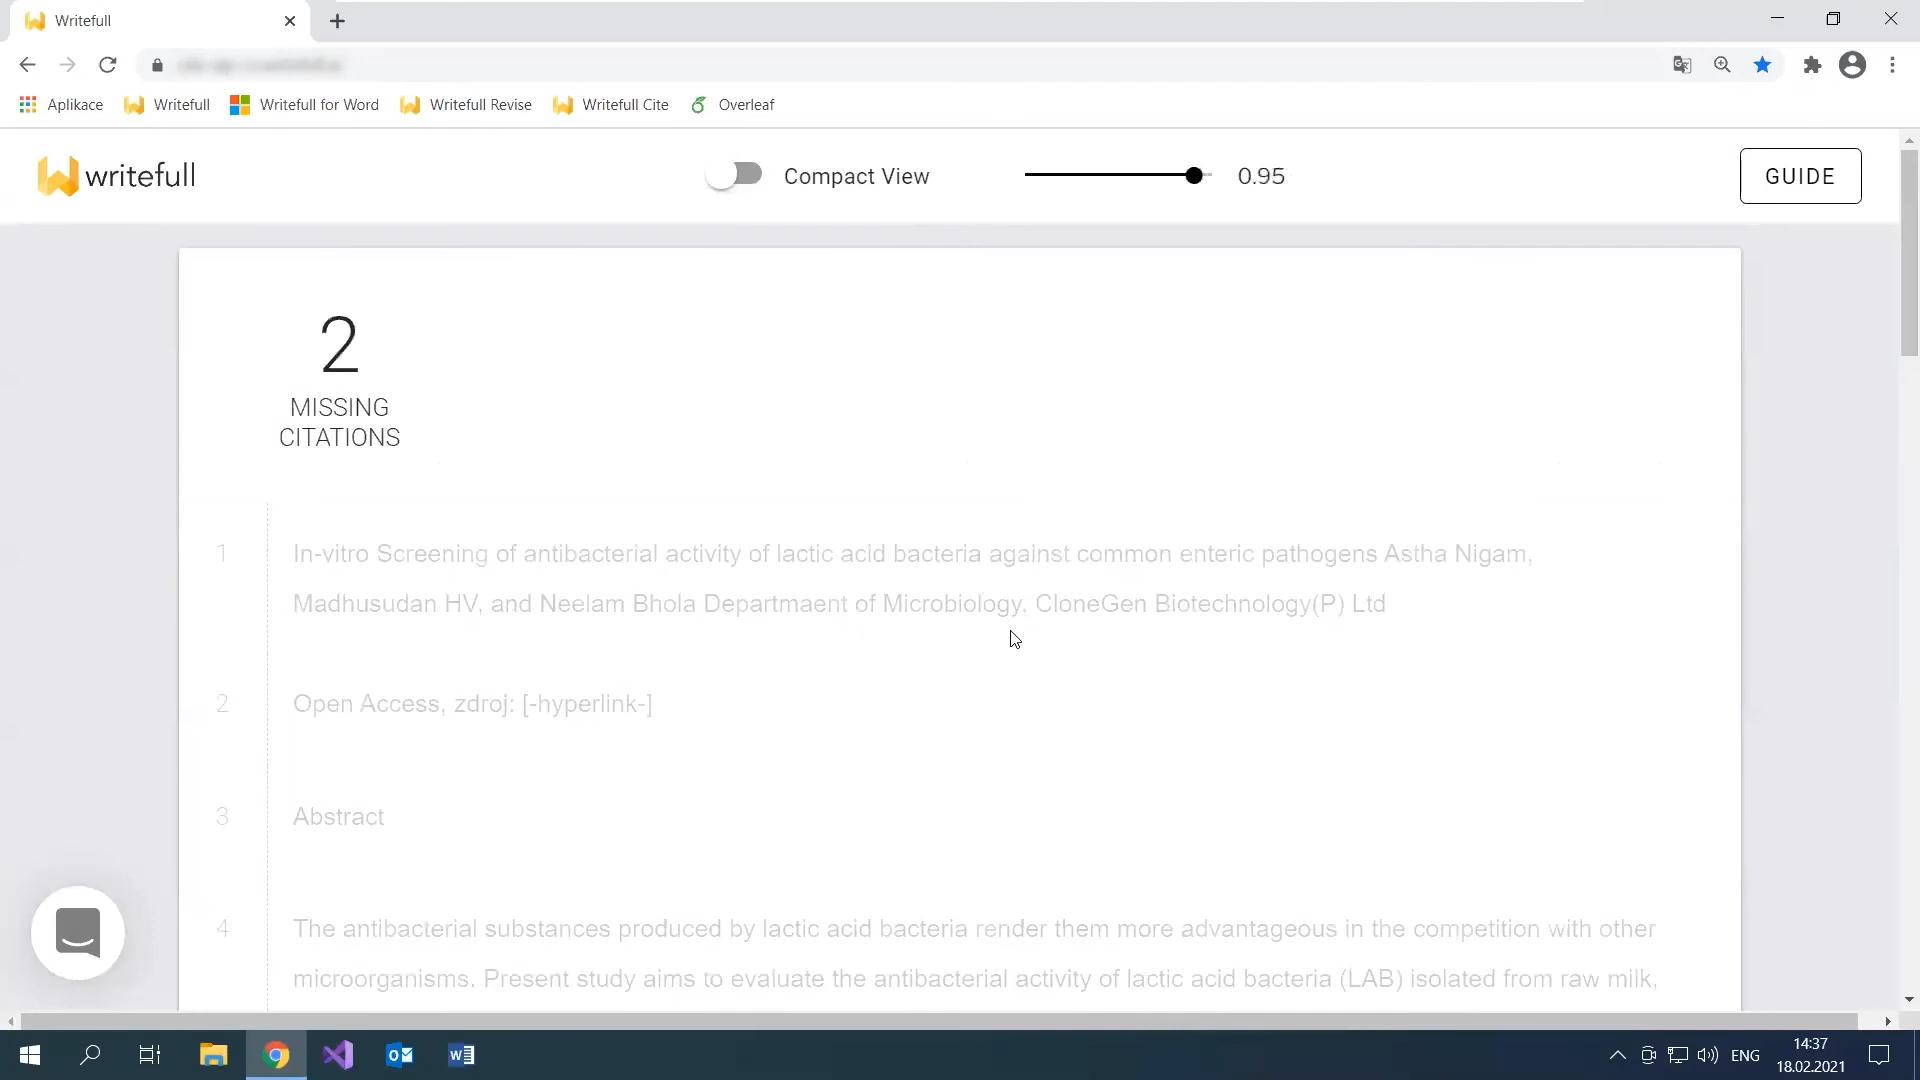 Writefull
Aplikace Writefull Writefull for Word Writefull Revise Writefull Cite Overleaf
writefull Compact View 0.95 GUIDE
2
MISSING
CITATIONS
1 In-vitro Screening of antibacterial activity of lactic acid bacteria against common enteric pathogens Astha Nigam,
Madhusudan HV, and Neelam Bhola Departmaent of Microbiology, CloneGen Biotechnology(P) Ltd
2 Open Access, zdroj: [-hyperlink-]
3 Abstract
4 The antibacterial substances produced by lactic acid bacteria render them more advantageous in the competition with other
microorganisms. Present study aims to evaluate the antibacterial activity of lactic acid bacteria (LAB) isolated from raw milk,
ENG 14:37
18.02.2021